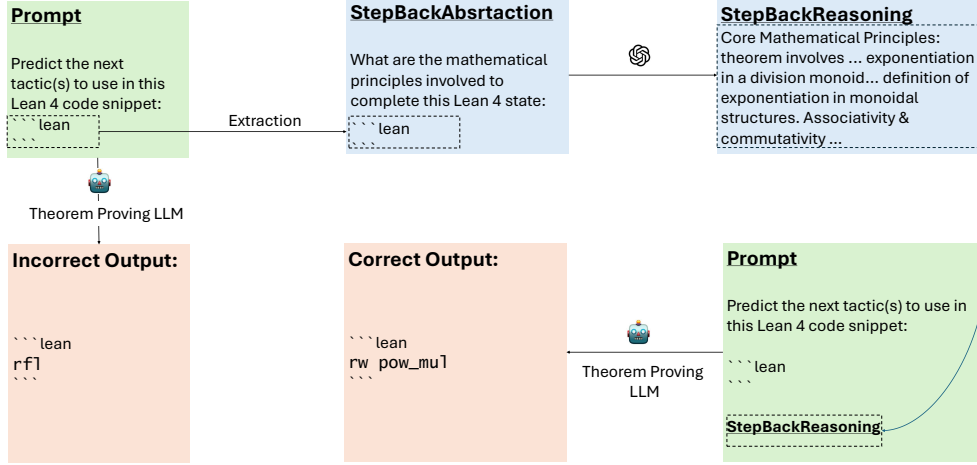 Prompt
Predict the next
tactic(s) to use in this
Lean 4 code snippet:
```lean
```
Extraction
StepBackAbsrtaction
What are the mathematical
principles involved to
complete this Lean 4 state:
```lean
```
StepBackReasoning
Core Mathematical Principles:
theorem involves ... exponentiation
in a division monoid... definition of
exponentiation in monoidal
structures. Associativity &
commutativity ...
Theorem Proving LLM
Incorrect Output:
```lean
rfl
```
Correct Output:
```lean
rw pow_mul
```
Theorem Proving
LLM
Prompt
Predict the next tactic(s) to use in
this Lean 4 code snippet:
```lean
```
StepBackReasoning